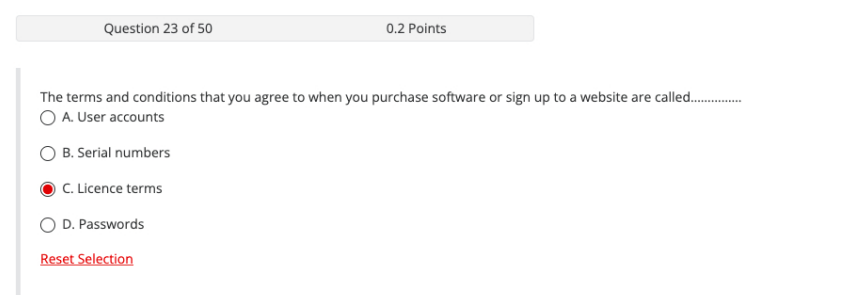 Question 23 of 50 0.2 Points
The terms and conditions that you agree to when you purchase software or sign up to a website are called...............
A. User accounts
B. Serial numbers
C. Licence terms
D. Passwords
Reset Selection